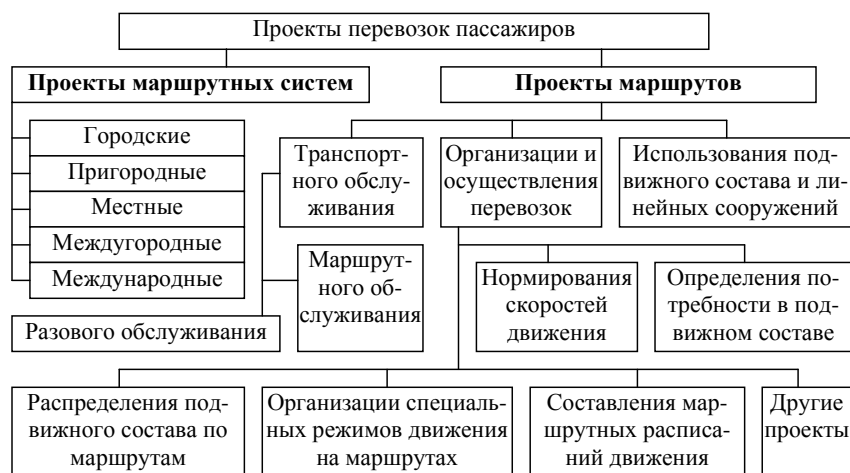 Проекты перевозок пассажиров
Проекты маршрутных систем
Проекты маршрутов
Городские
Пригородные
Местные
Междугородные
Международные
Транспорт-
ного обслу-
живания
Организации и
осуществления
перевозок
Использования под-
вижного состава и ли-
нейных сооружений
Маршрут-
ного об-
служивания
Разового обслуживания
Нормирования
скоростей
движения
Определения по-
требности в под-
вижном составе
Распределения под-
вижного состава по
маршрутам
Организации специаль-
ных режимов движения
на маршрутах
Составления мар-
шрутных расписа-
ний движения
Другие
проекты